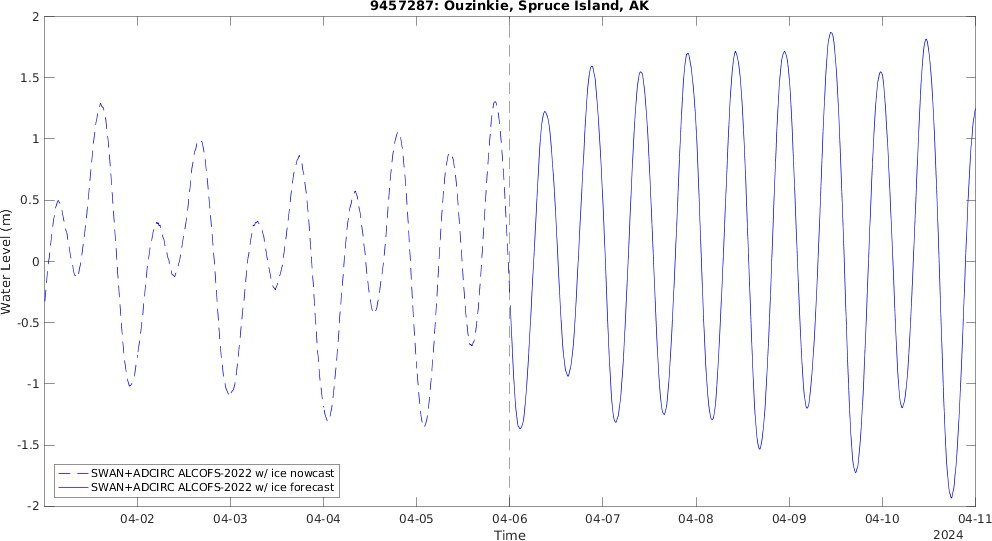 9457287: Ouzinkie, Spruce Island, AK
2
1.5
1
0.5
0
-0.5
-1
-1.5
-2
Water Level (m)
SWAN+ADCIRC ALCOFS-2022 w/ ice nowcast
SWAN+ADCIRC ALCOFS-2022 w/ ice forecast
04-02 04-03 04-04 04-05 04-06 04-07 04-08 04-09 04-10 04-11
Time
2024